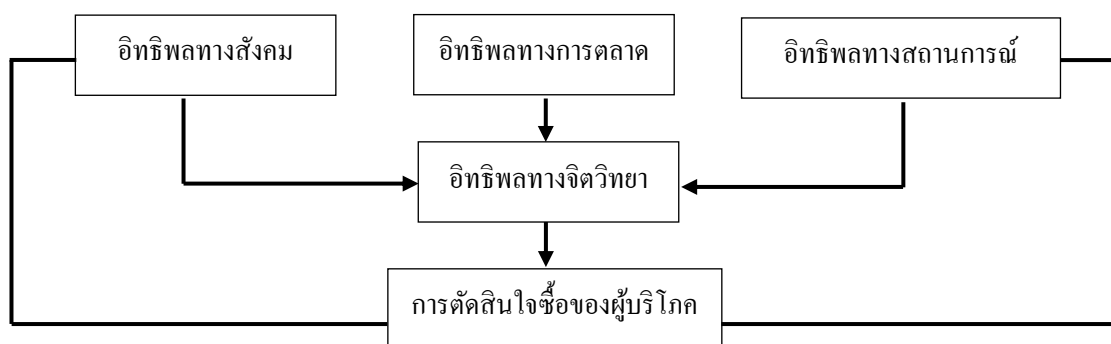 อิทธิพลทางสังคม
อิทธิพลทางการตลาด
อิทธิพลทางสถานการณ์
อิทธิพลทางจิตวิทยา
การตัดสินใจซื้อของผู้บริโภค